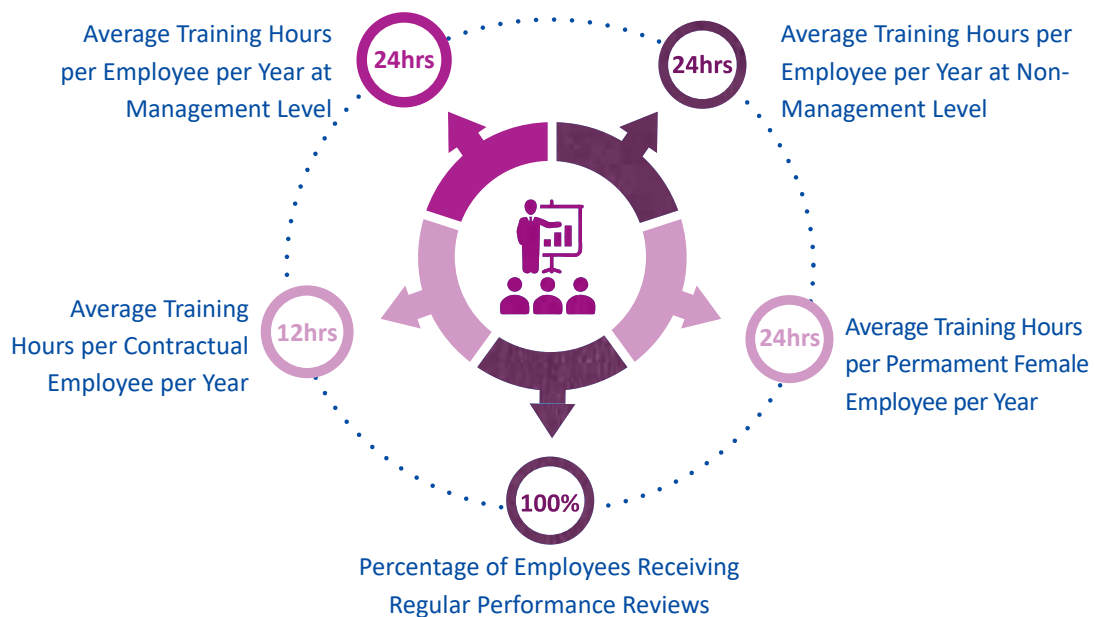 Average Training Hours
per Employee per Year at
Management Level
24hrs
24hrs
Average Training Hours per
Employee per Year at Non-
Management Level
Average Training
Hours per Contractual
Employee per Year
12hrs
24hrs
Average Training Hours
per Permament Female
Employee per Year
100%
Percentage of Employees Receiving
Regular Performance Reviews